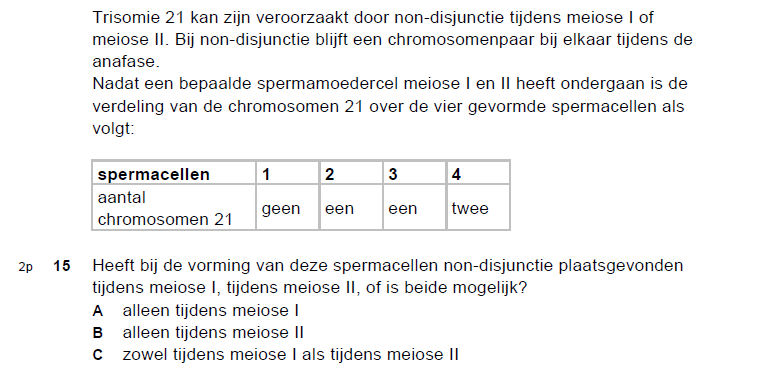 Trisomie 21 kan zijn veroorzaakt door non-disjunctie tijdens meiose I of
meiose II. Bij non-disjunctie blijft een chromosomenpaar bij elkaar tijdens de
anafase.
Nadat een bepaalde spermamoedercel meiose I en II heeft ondergaan is de
verdeling van de chromosomen 21 over de vier gevormde spermacellen als
volgt:
spermacellen 1 2 3 4
aantal
chromosomen 21 geen een een twee
2p 15 Heeft bij de vorming van deze spermacellen non-disjunctie plaatsgevonden
tijdens meiose I, tijdens meiose II, of is beide mogelijk?
A alleen tijdens meiose I
B alleen tijdens meiose II
C zowel tijdens meiose I als tijdens meiose II